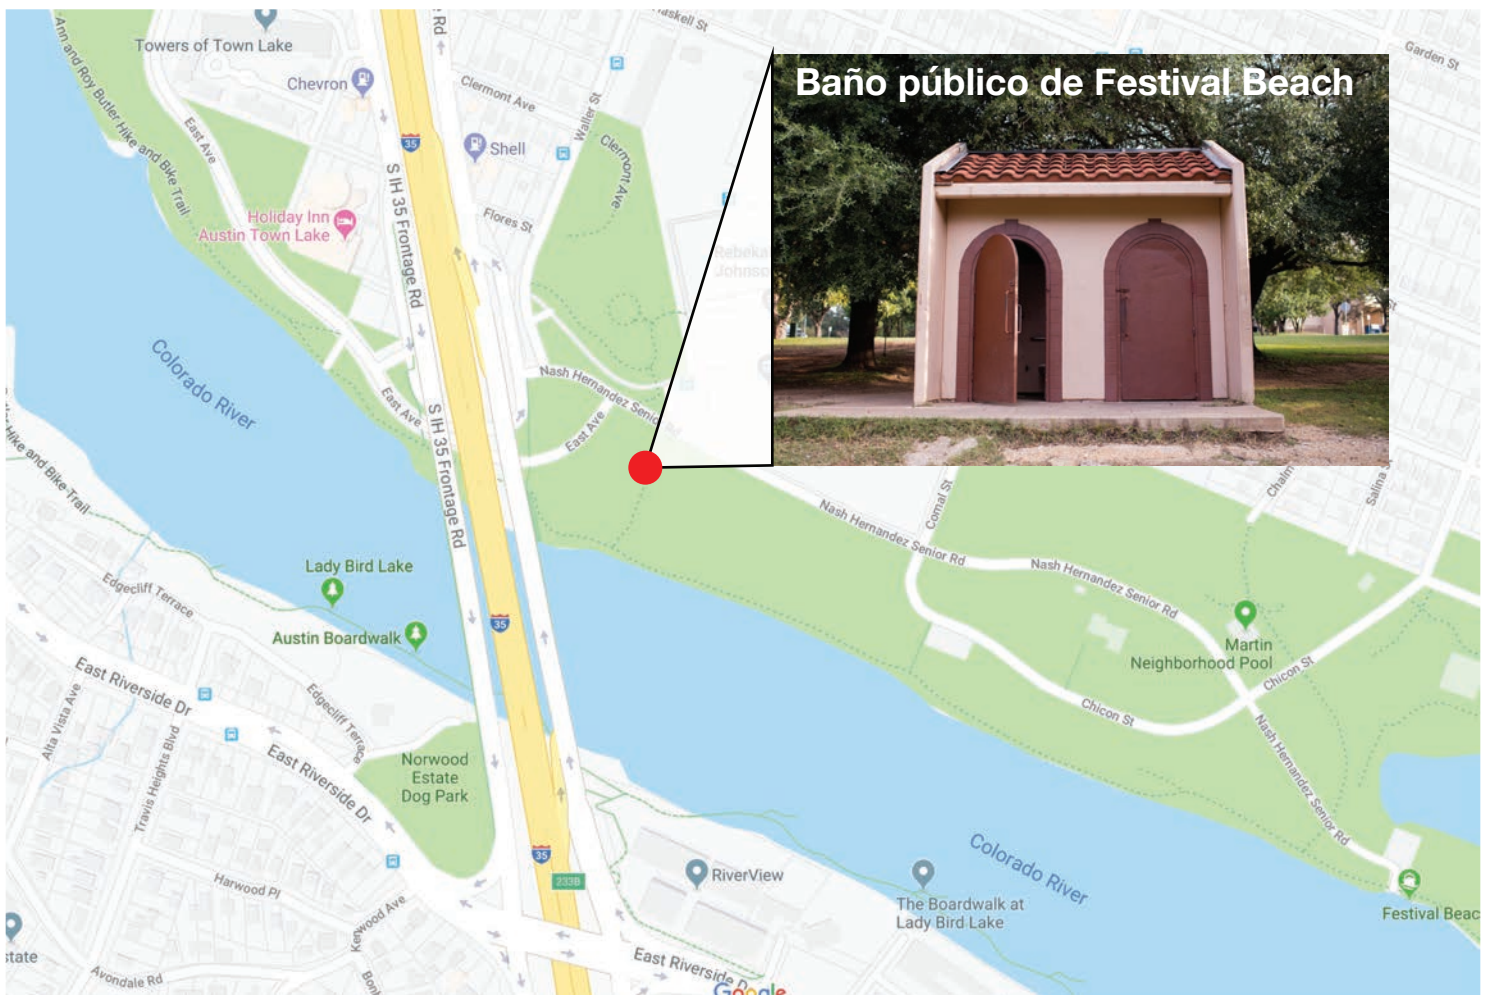 Baño público de Festival Beach
Towers of Town Lake
Chevron
Clermont Ave
Waller St
Shell
Clermont Ave
Garden St
Ann and Roy Butler Hike and Bike Trail
East Ave
35
S IH 35 Frontage Rd
Rd
Holiday Inn
Austin Town Lake
Flores St
Colorado River
Nash Hernandez Senior Rd
East Ave
East Ave
S IH 35 Frontage Rd
Hike and Bike Trail
Comal St
Salina
Nash Hernandez Senior Rd
Nash Hernandez Senior Rd
Lady Bird Lake
Edgecliff Terrace
Austin Boardwalk
35
Martin
Neighborhood Pool
Chicon St
Chicon St
East Riverside Dr
Edgecliff Terrace
Alta Vista Ave
Travis Heights Blvd
East Riverside Dr
Norwood
Estate
Dog Park
Nash Hernandez Senior Rd
35
233B
RiverView
Colorado River
The Boardwalk at
Lady Bird Lake
Festival Beac
Harwood Pl
Kenwood Ave
Avondale Rd
East Riverside D
Google